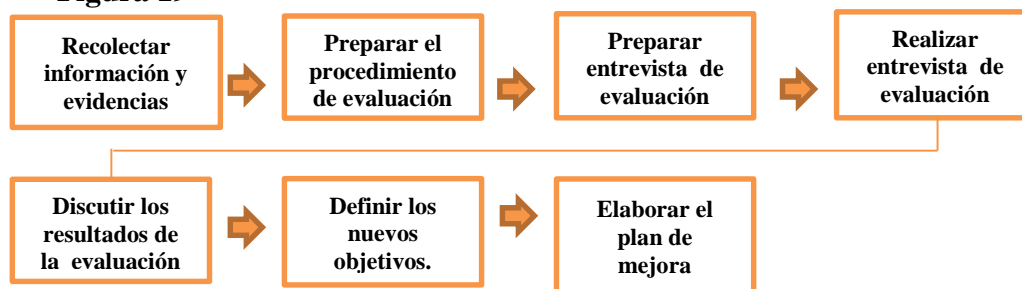 Recolectar
información y
evidencias
Preparar el
procedimiento
de evaluación
Preparar
entrevista de
evaluación
Realizar
entrevista de
evaluación
Discutir los
resultados de
la evaluación
Definir los
nuevos
objetivos.
Elaborar el
plan de
mejora